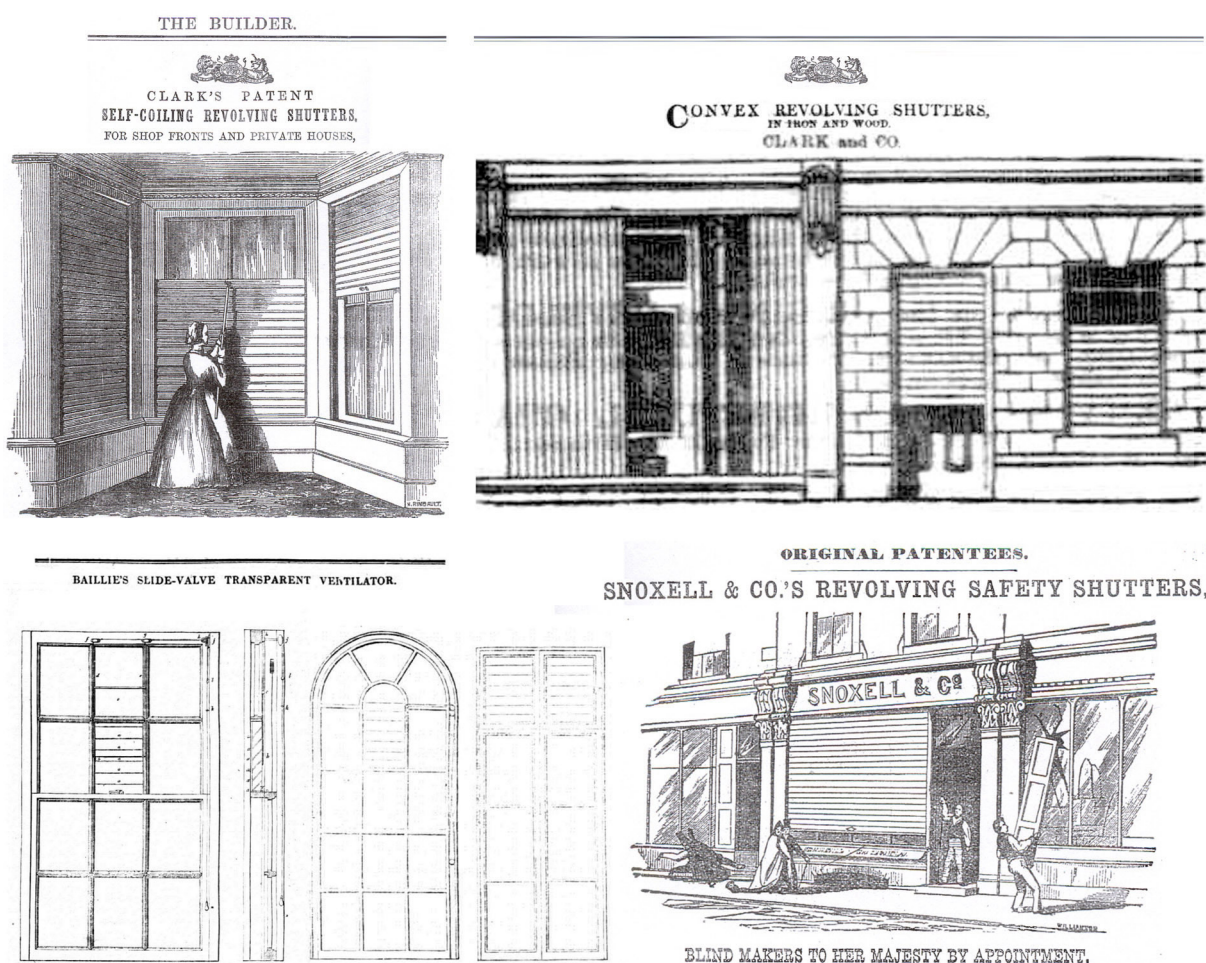 THE BUILDER.
CLARK'S PATENT
SELF-COILING REVOLVING SHUTTERS,
FOR SHOP FRONTS AND PRIVATE HOUSES,
CONVEX REVOLVING SHUTTERS,
IN IRON AND WOOD.
CLARK and CO.
BAILLIE'S SLIDE-VALVE TRANSPARENT VENTILATOR.
ORIGINAL PATENTEES.
SNOXELL & CO.'S REVOLVING SAFETY SHUTTERS,
SNOXELL & Co
BLIND MAKERS TO HER MAJESTY BY APPOINTMENT,